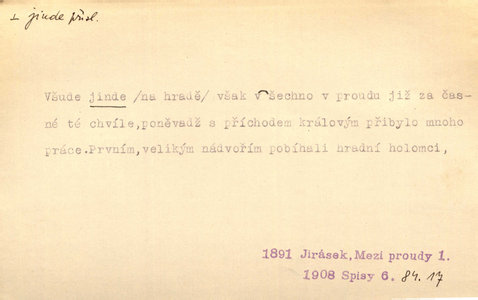 ⊥ jinde přísl.
Všude jinde /na hradě/ však všechno v proudu již za čas-
né té chvíle,poněvadž s příchodem královým přibylo mnoho
práce.Prvním,velikým nádvořím pobíhali hradní holomci,
1891 Jirásek,Mezi proudy 1.
1908 Spisy 6. 84.17